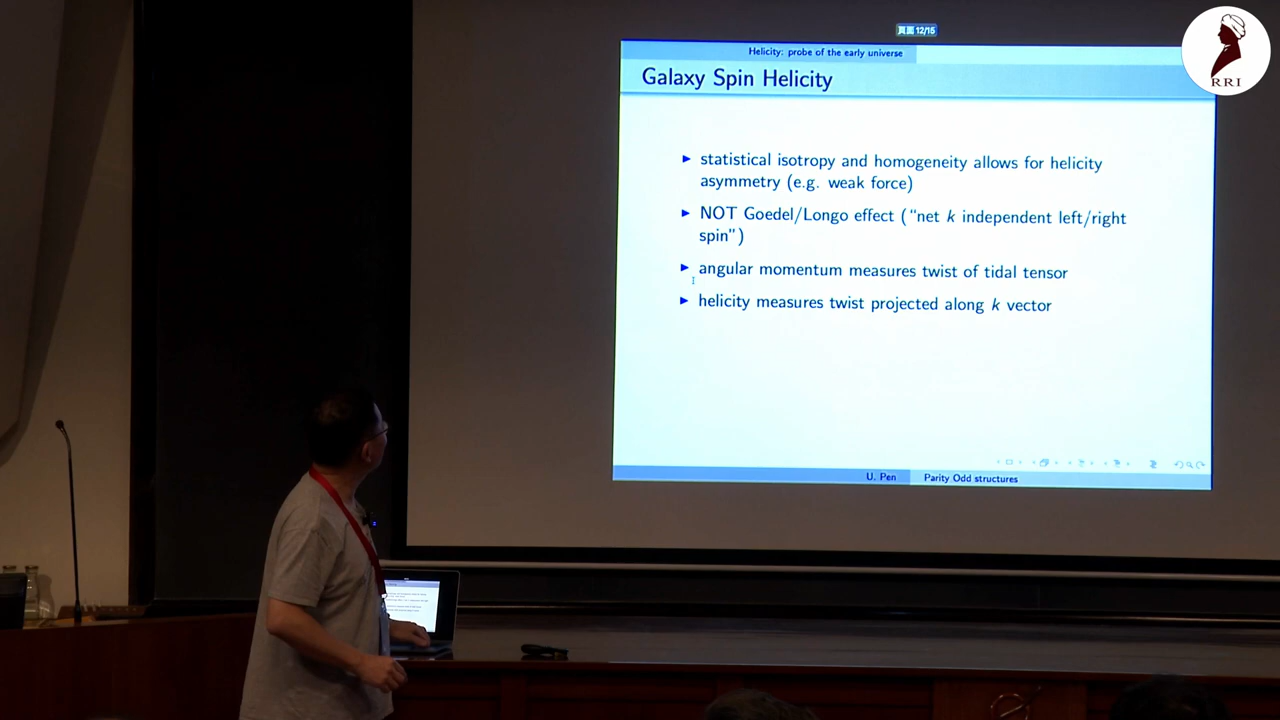 頁面 12/15
RRI
Helicity: probe of the early universe
Galaxy Spin Helicity
▶ statistical isotropy and homogeneity allows for helicity
asymmetry (e.g. weak force)
▶ NOT Goedel/Longo effect (“net k independent left/right
spin”)
▶ angular momentum measures twist of tidal tensor
▶ helicity measures twist projected along k vector
U. Pen Parity Odd structures